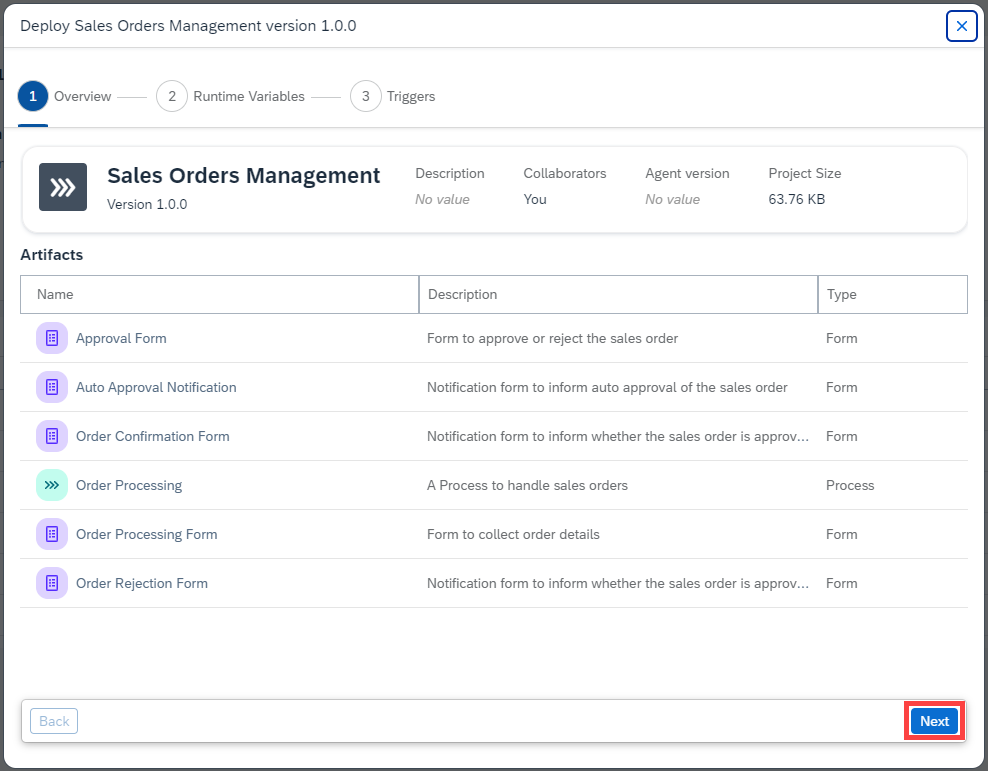 Deploy Sales Orders Management version 1.0.0
1 Overview 2 Runtime Variables 3 Triggers
Sales Orders Management
Version 1.0.0
Description Collaborators Agent version Project Size
No value You No value 63.76 KB
Artifacts
Name Description Type
Approval Form Form to approve or reject the sales order Form
Auto Approval Notification Notification form to inform auto approval of the sales order Form
Order Confirmation Form Notification form to inform whether the sales order is approv... Form
Order Processing A Process to handle sales orders Process
Order Processing Form Form to collect order details Form
Order Rejection Form Notification form to inform whether the sales order is approv... Form
Back Next